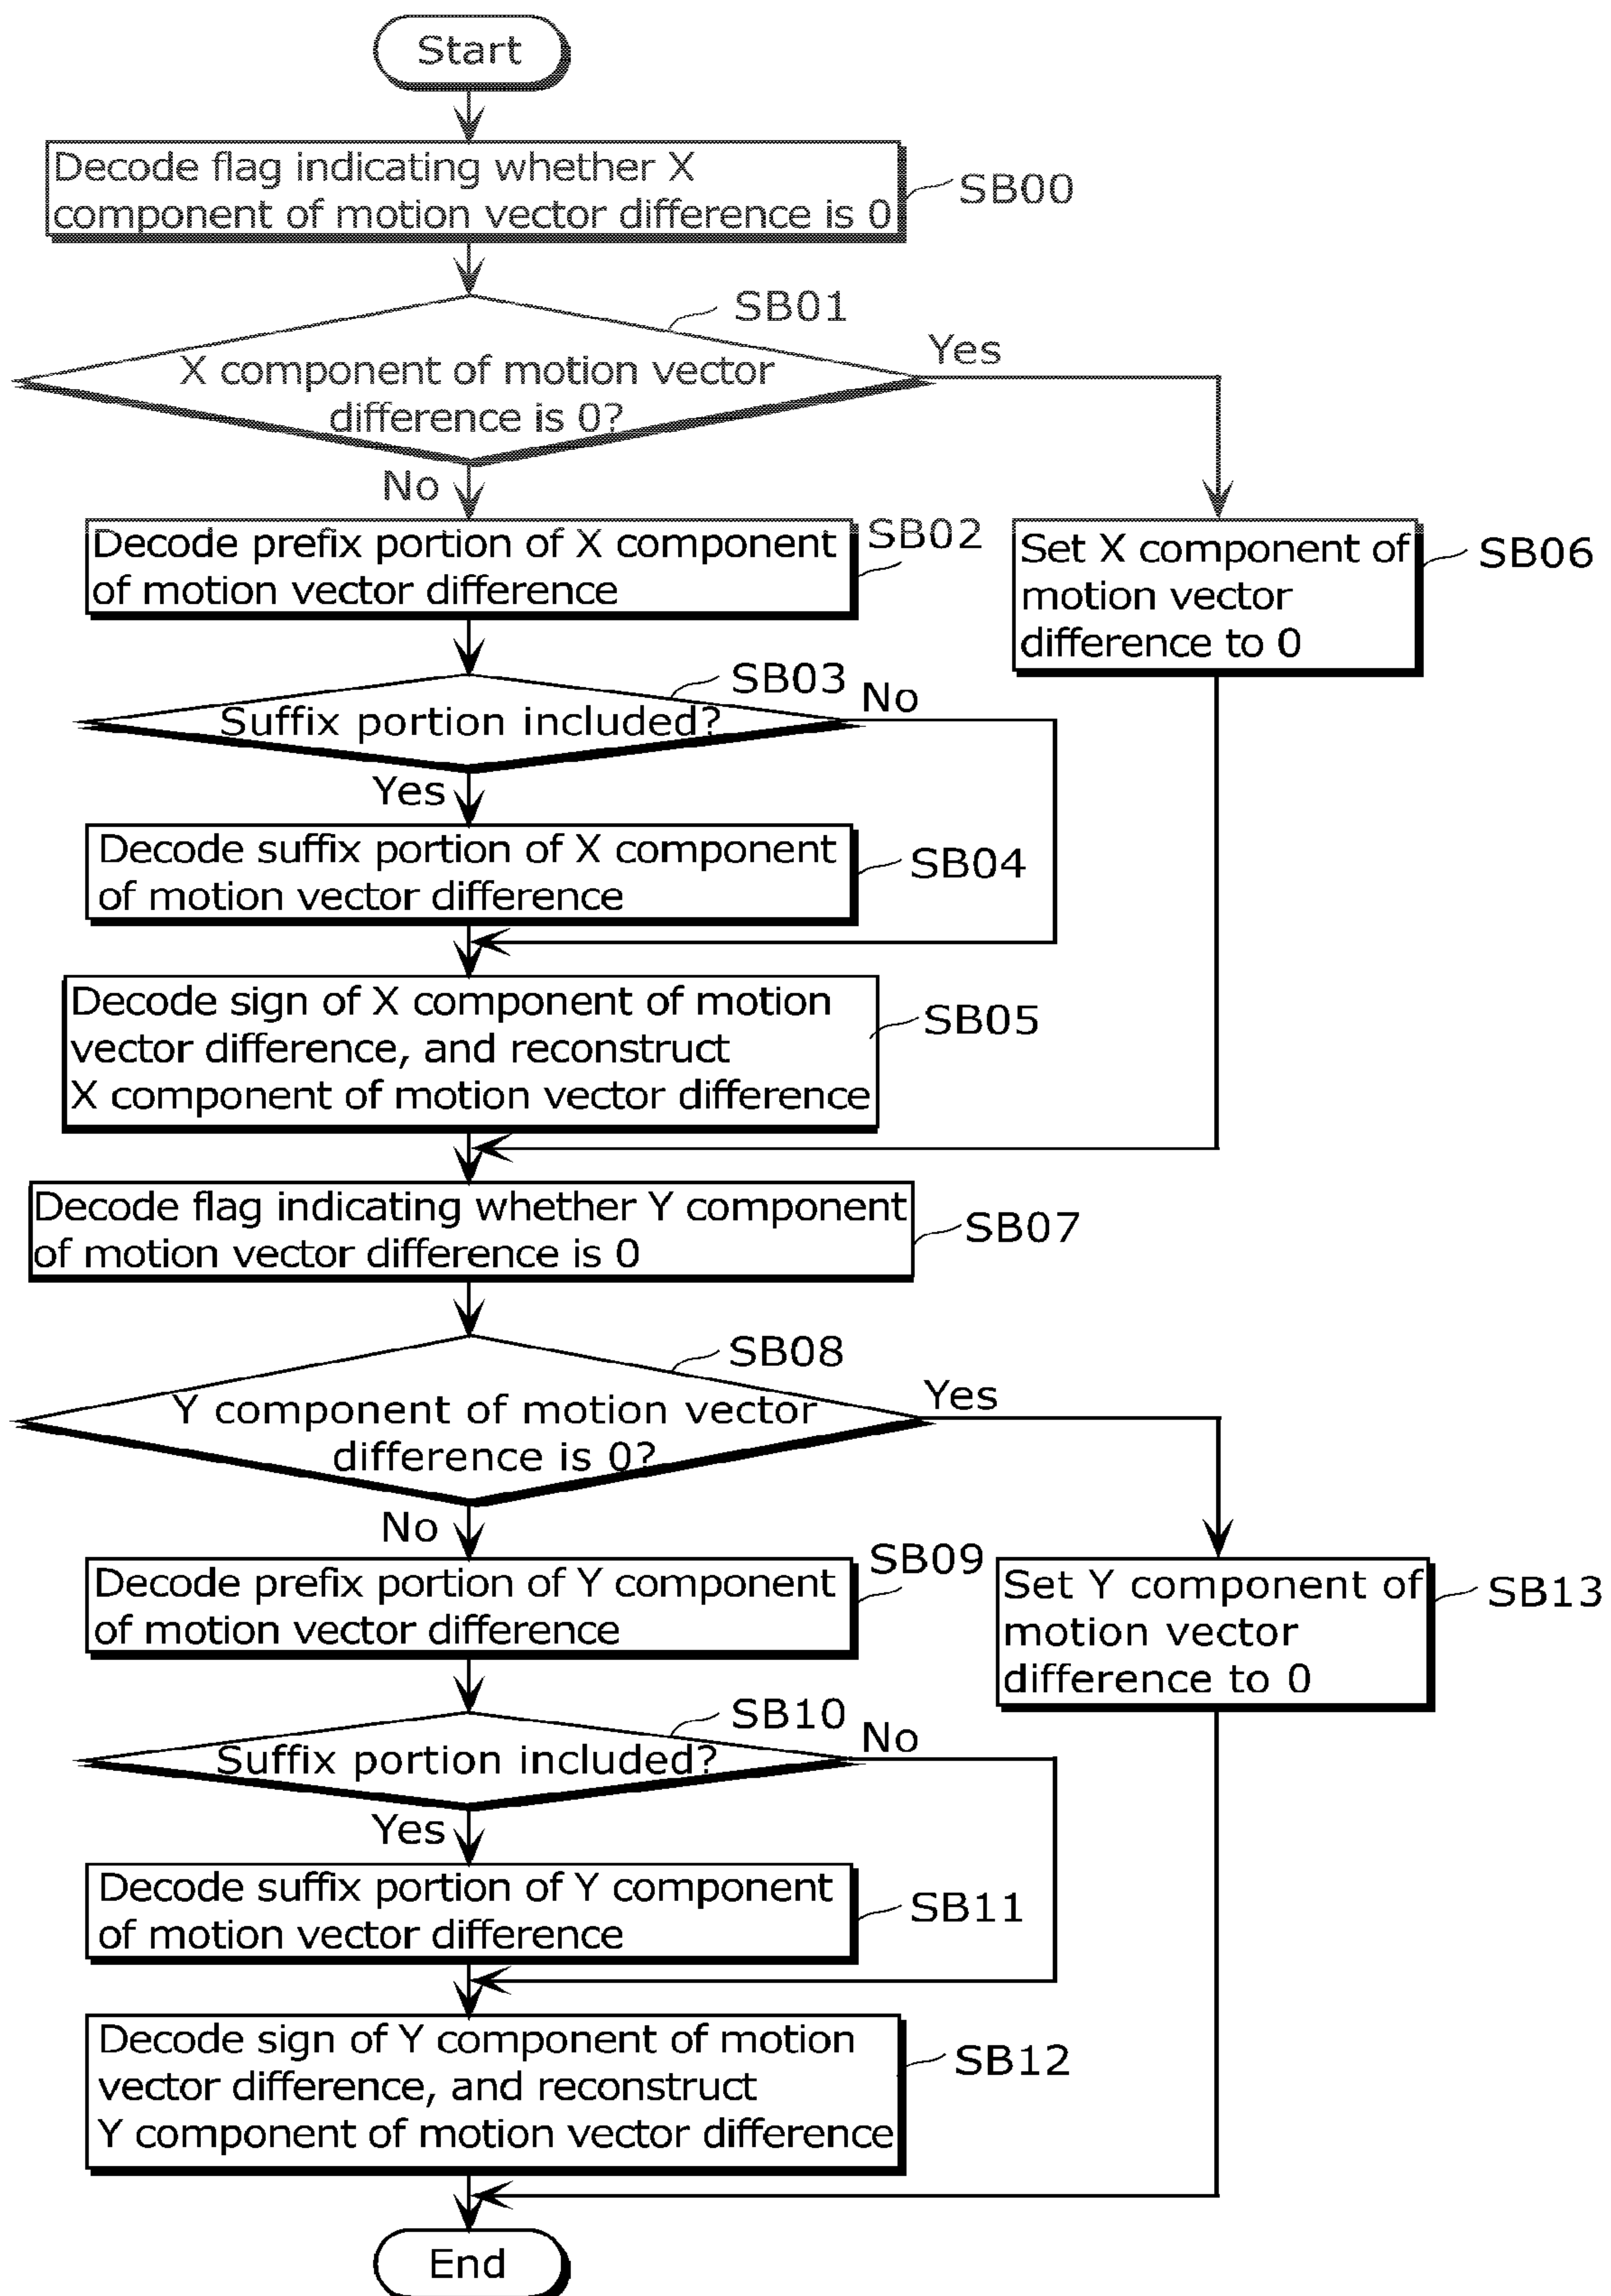 Start
Decode flag indicating whether X
component of motion vector difference is 0
SB00
SB01
X component of motion vector
difference is 0?
Yes
No
Decode prefix portion of X component
of motion vector difference
SB02
Set X component of
motion vector
difference to 0
SB06
SB03
Suffix portion included?
No
Yes
Decode suffix portion of X component
of motion vector difference
SB04
Decode sign of X component of motion
vector difference, and reconstruct
X component of motion vector difference
SB05
Decode flag indicating whether Y component
of motion vector difference is 0
SB07
SB08
Y component of motion vector
difference is 0?
Yes
No
Decode prefix portion of Y component
of motion vector difference
SB09
Set Y component of
motion vector
difference to 0
SB13
SB10
Suffix portion included?
No
Yes
Decode suffix portion of Y component
of motion vector difference
SB11
Decode sign of Y component of motion
vector difference, and reconstruct
Y component of motion vector difference
SB12
End